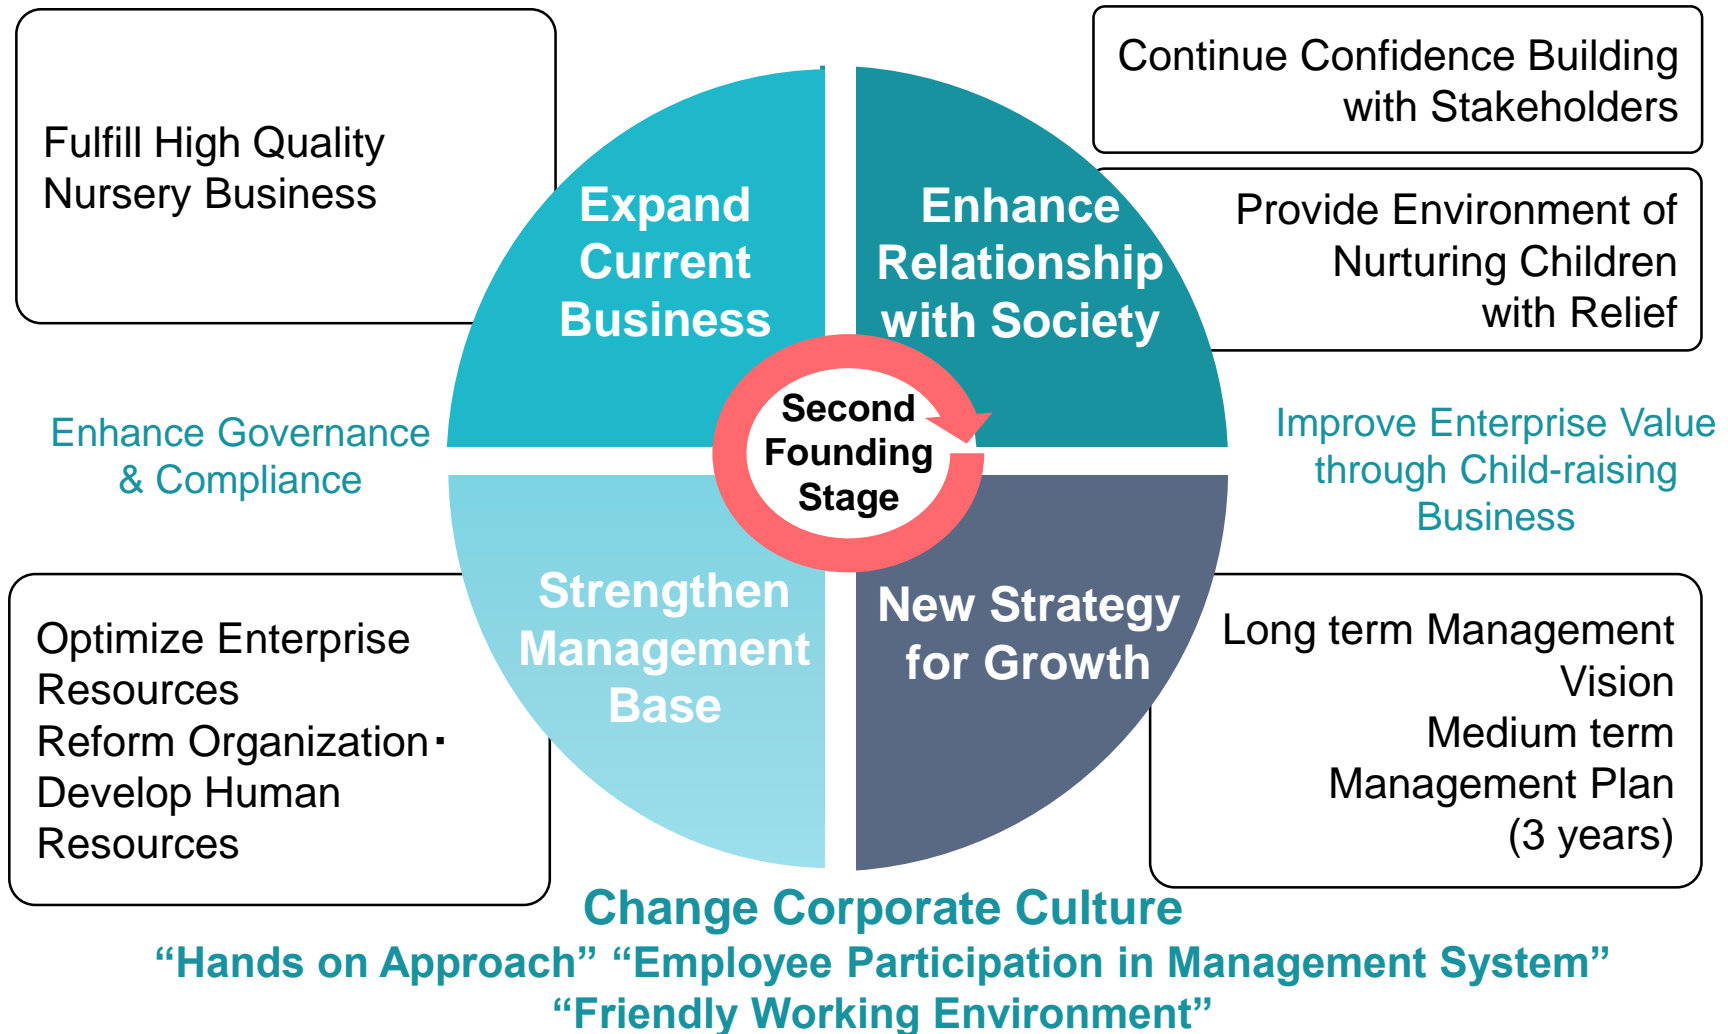 Fulfill High Quality
Nursery Business
Expand
Current
Business
Enhance
Relationship
with Society
Continue Confidence Building
with Stakeholders
Provide Environment of
Nurturing Children
with Relief
Enhance Governance
& Compliance
Second
Founding
Stage
Improve Enterprise Value
through Child-raising
Business
Optimize Enterprise
Resources
Reform Organization・
Develop Human
Resources
Strengthen
Management
Base
New Strategy
for Growth
Long term Management
Vision
Medium term
Management Plan
(3 years)
Change Corporate Culture
“Hands on Approach” “Employee Participation in Management System”
“Friendly Working Environment”